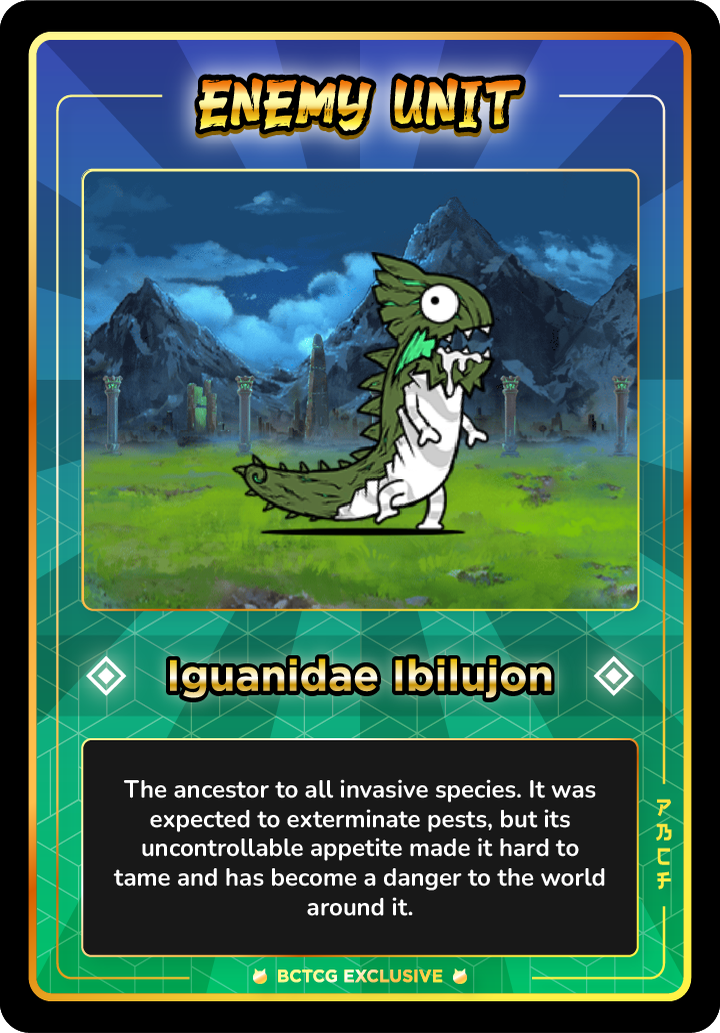 ENEMY UNIT
Iguanidae Ibilujon
The ancestor to all invasive species. It was
expected to exterminate pests, but its
uncontrollable appetite made it hard to
tame and has become a danger to the world
around it.
BCTCG EXCLUSIVE